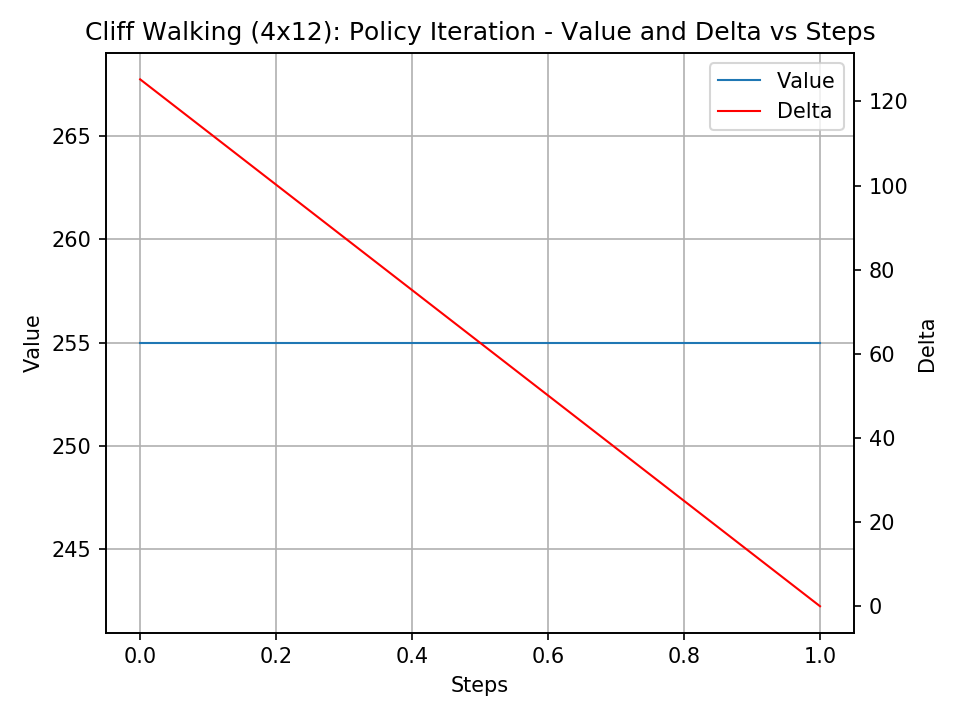 Cliff Walking (4x12): Policy Iteration - Value and Delta vs Steps
Value
Delta
265
260
255
250
245
Value
120
100
80
60
40
20
0
Delta
0.0 0.2 0.4 0.6 0.8 1.0
Steps